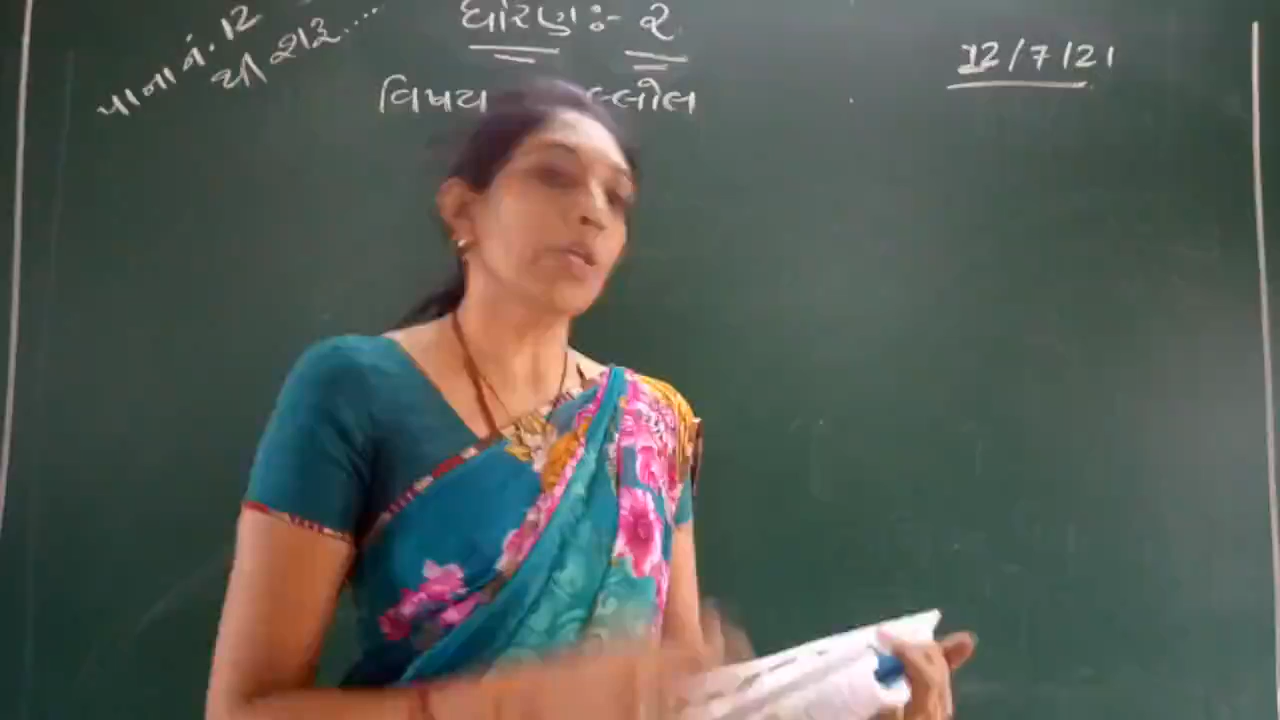 પાના નં. 12
થી શરૂ....
ધોરણ :- ૨
વિષય
લ્લોલ
12/7/21